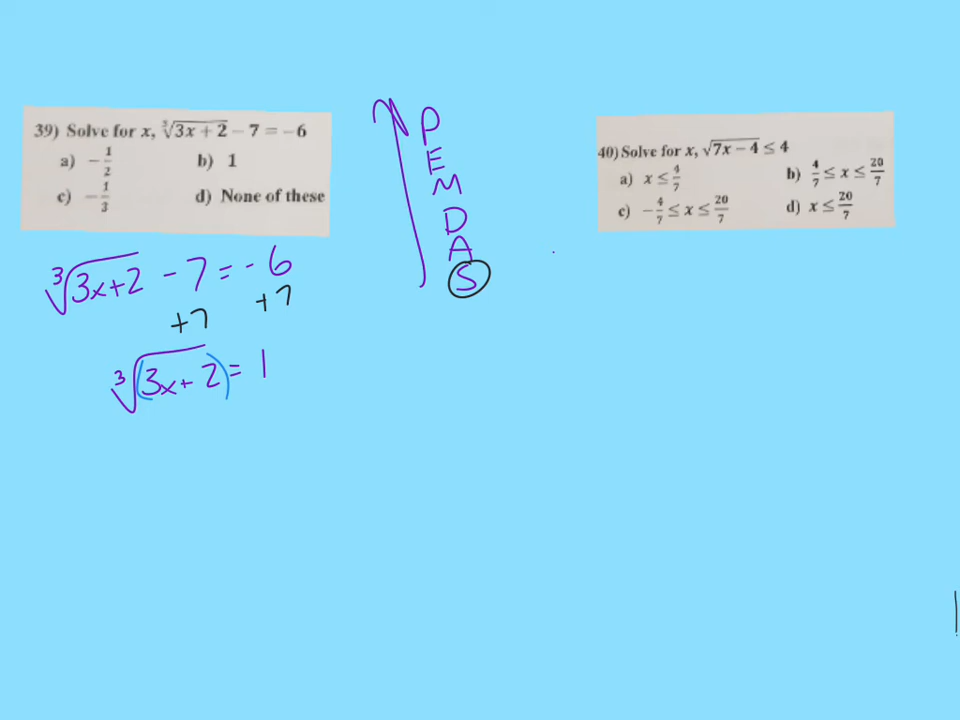 39) Solve for x, ∛(3x + 2) − 7 = −6
a) −1/2 b) 1
c) −1/3 d) None of these
∛(3x+2) − 7 = −6
+7 +7
∛(3x+2) = 1
P
E
M
D
A
S
40) Solve for x, √(7x − 4) ≤ 4
a) x ≤ 4/7 b) 4/7 ≤ x ≤ 20/7
c) −4/7 ≤ x ≤ 20/7 d) x ≤ 20/7